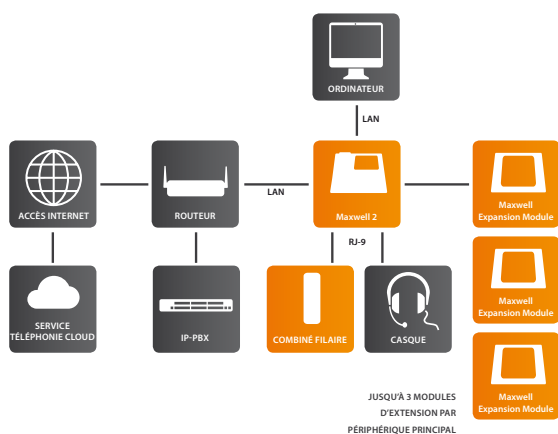 ORDINATEUR
LAN
ACCÈS INTERNET
ROUTEUR
LAN
Maxwell 2
Maxwell
Expansion Module
RJ-9
SERVICE
TÉLÉPHONIE CLOUD
IP-PBX
COMBINÉ FILAIRE
CASQUE
Maxwell
Expansion Module
Maxwell
Expansion Module
JUSQU'À 3 MODULES
D'EXTENSION PAR
PÉRIPHÉRIQUE PRINCIPAL